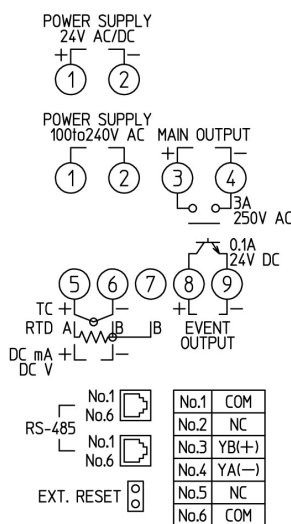 POWER SUPPLY
24V AC/DC
+ −
1 2
POWER SUPPLY
100to240V AC MAIN OUTPUT
+ −
1 2 3 4
3A
250V AC
0.1A
24V DC
5 6 7 8 9
TC + − + −
RTD A B B EVENT
OUTPUT
DC mA + −
DC V
No.1
No.6
RS-485
No.1
No.6
EXT. RESET
No.1 COM
No.2 NC
No.3 YB(+)
No.4 YA(−)
No.5 NC
No.6 COM